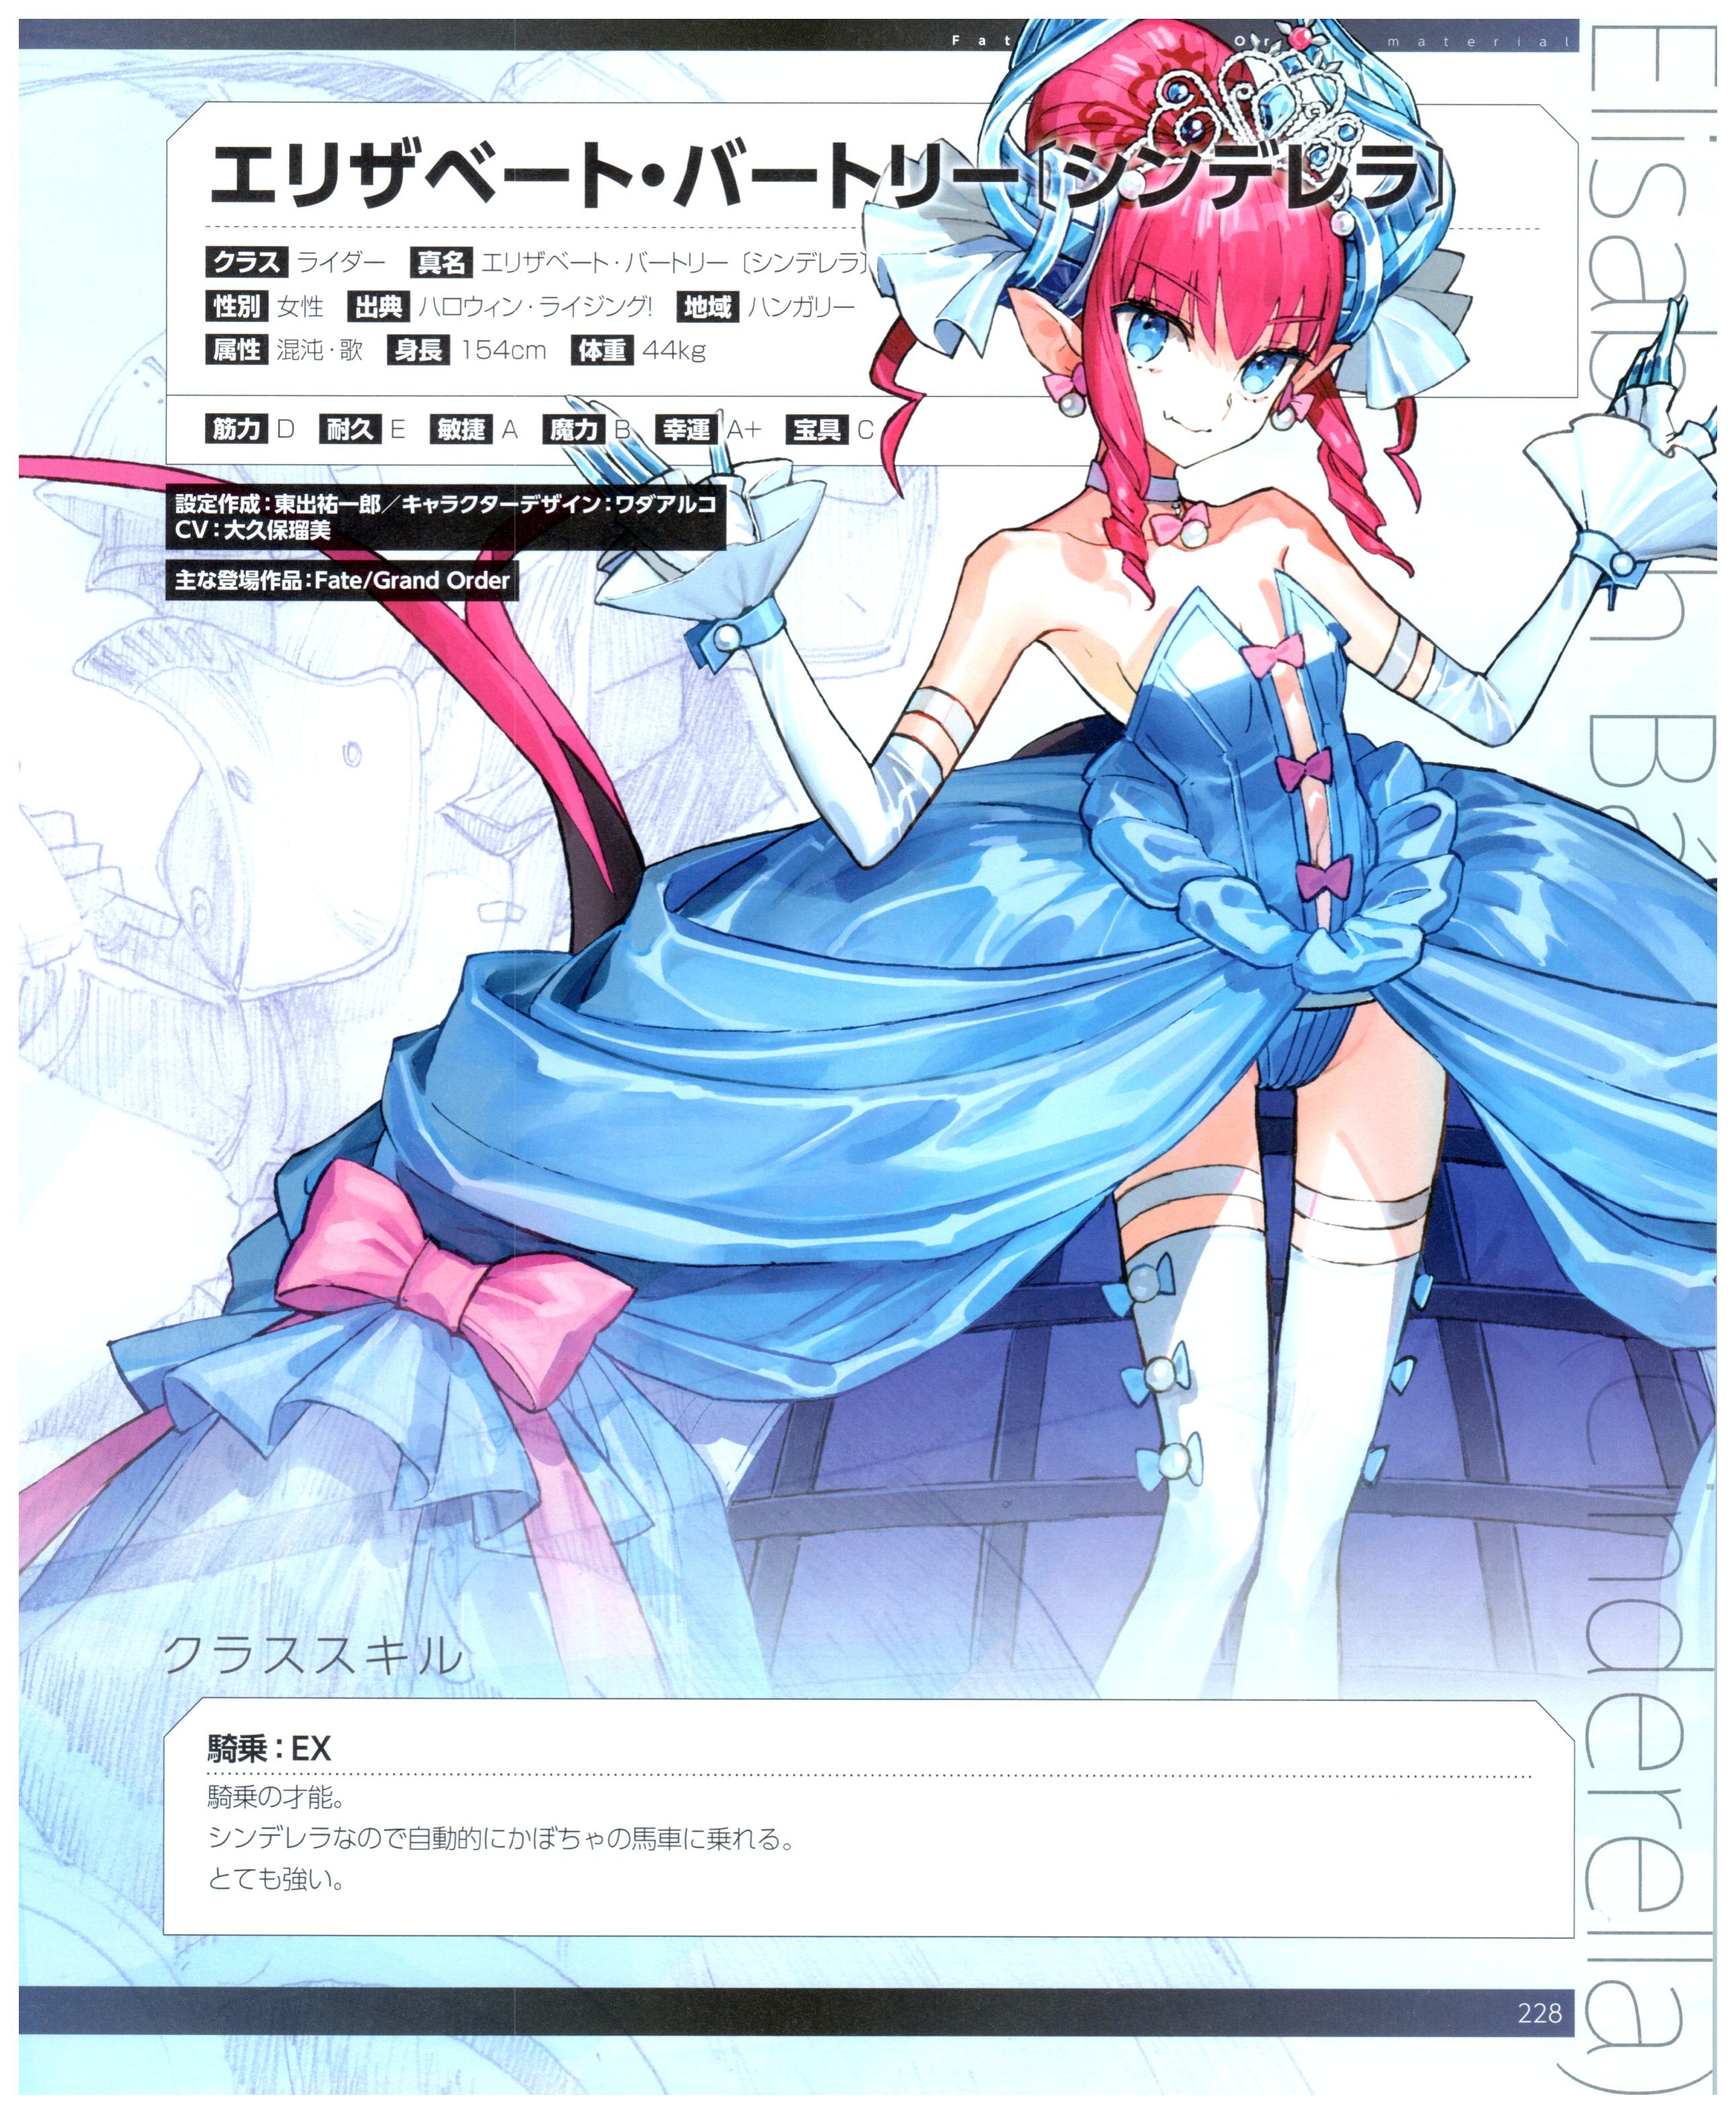 Fat Or material
エリザベート・バートリー〔シンデレラ〕
クラス ライダー 真名 エリザベート・バートリー〔シンデレラ〕
性別 女性 出典 ハロウィン・ライジング! 地域 ハンガリー
属性 混沌・歌 身長 154cm 体重 44kg
筋力 D 耐久 E 敏捷 A 魔力 B 幸運 A+ 宝具 C
設定作成:東出祐一郎/キャラクターデザイン:ワダアルコ
CV:大久保瑠美
主な登場作品:Fate/Grand Order
クラススキル
騎乗:EX
騎乗の才能。
シンデレラなので自動的にかぼちゃの馬車に乗れる。
とても強い。
228